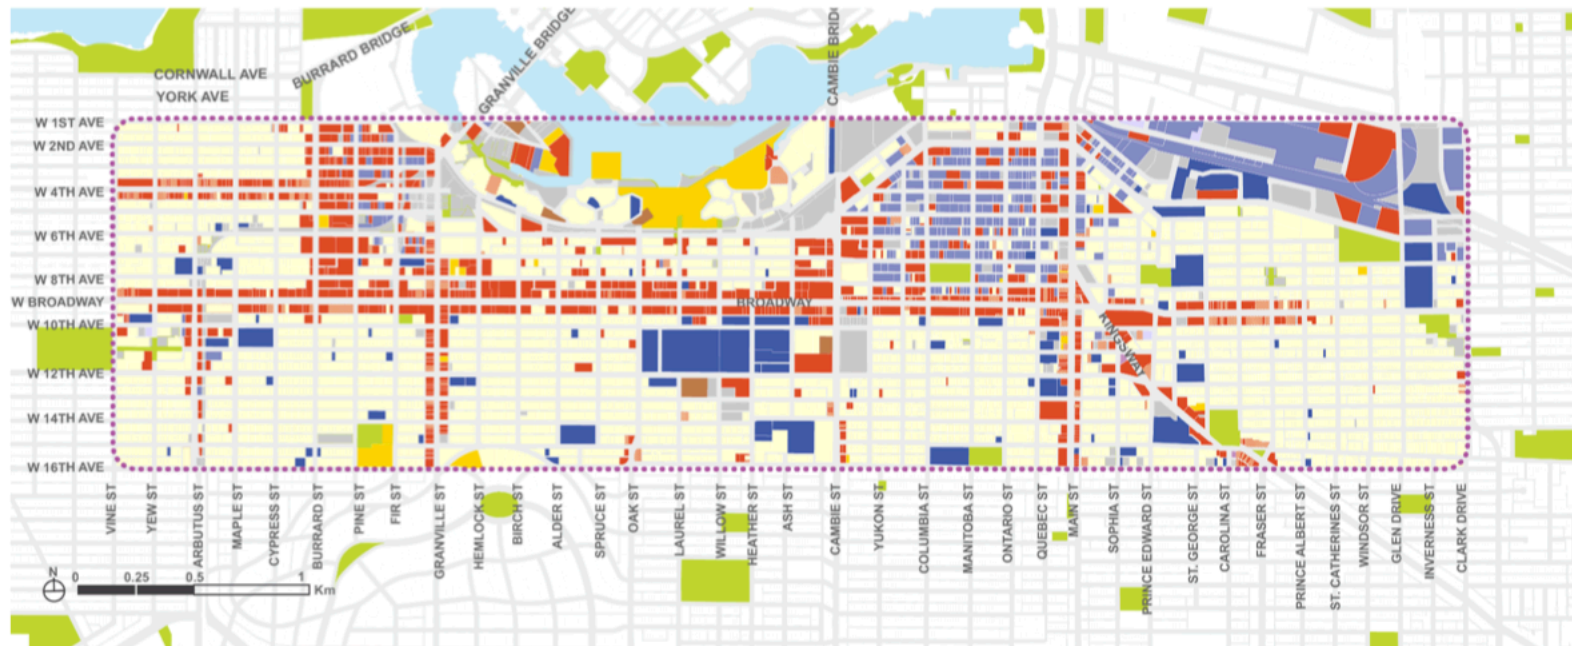 CORNWALL AVE
YORK AVE
BURRARD BRIDGE
GRANVILLE BRIDGE
W 1ST AVE
W 2ND AVE
W 4TH AVE
W 6TH AVE
W 8TH AVE
W BROADWAY
W 10TH AVE
W 12TH AVE
W 14TH AVE
W 16TH AVE
BROADWAY
KINGSWAY
VINE ST
YEW ST
ARBUTUS ST
MAPLE ST
CYPRESS ST
BURRARD ST
PINE ST
FIR ST
GRANVILLE ST
HEMLOCK ST
BIRCH ST
ALDER ST
SPRUCE ST
OAK ST
LAUREL ST
WILLOW ST
HEATHER ST
ASH ST
CAMBIE ST
YUKON ST
COLUMBIA ST
MANITOBA ST
ONTARIO ST
QUEBEC ST
MAIN ST
SOPHIA ST
PRINCE EDWARD ST
ST. GEORGE ST
CAROLINA ST
FRASER ST
PRINCE ALBERT ST
ST. CATHERINES ST
WINDSOR ST
GLEN DRIVE
INVERNESS ST
CLARK DRIVE
N
0 0.25 0.5 1
Km